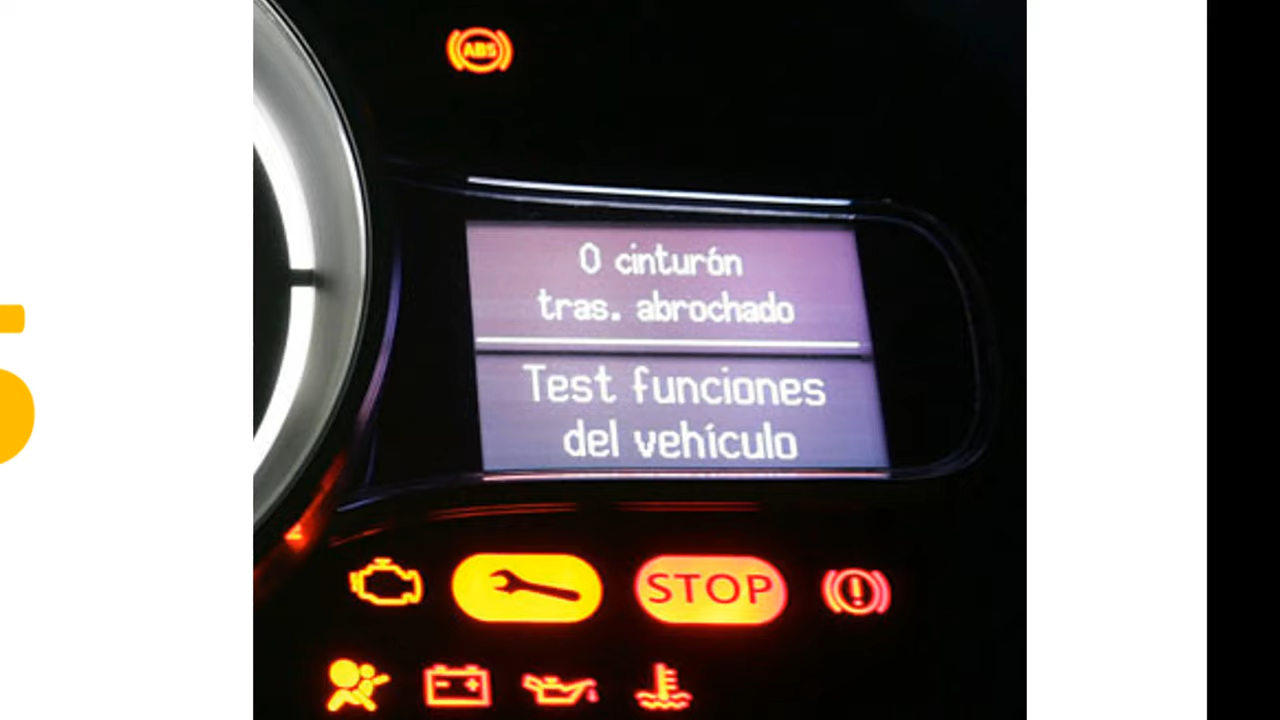 ABS
0 cinturón
tras. abrochado
Test funciones
del vehículo
STOP